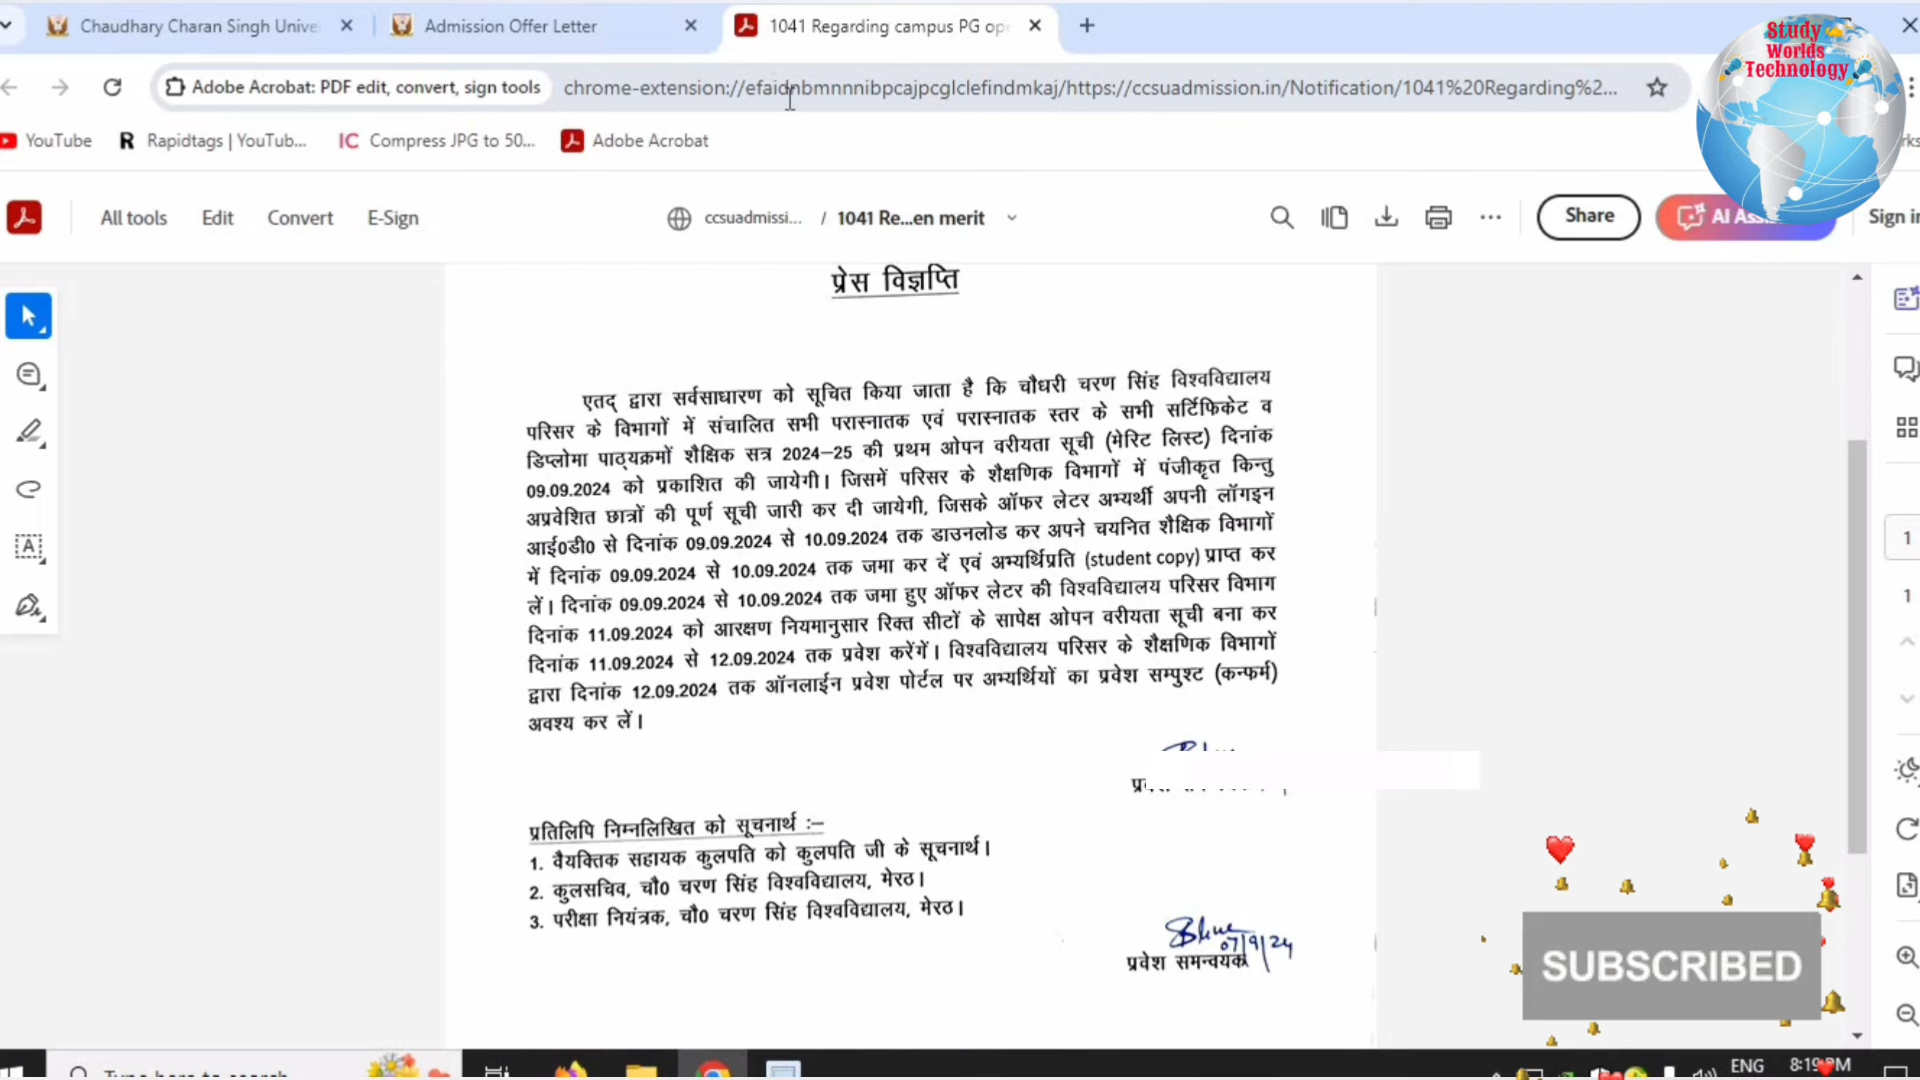 Chaudhary Charan Singh Unive
Admission Offer Letter
1041 Regarding campus PG op
Study
Worlds
Technology
Adobe Acrobat: PDF edit, convert, sign tools
chrome-extension://efaidnbmnnnibpcajpcglclefindmkaj/https://ccsuadmission.in/Notification/1041%20Regarding%2...
YouTube
Rapidtags | YouTub...
IC Compress JPG to 50...
Adobe Acrobat
All tools
Edit
Convert
E-Sign
ccsuadmissi... / 1041 Re...en merit
Share
Sign in
प्रेस विज्ञप्ति
एतद् द्वारा सर्वसाधारण को सूचित किया जाता है कि चौधरी चरण सिंह विश्वविद्यालय
परिसर के विभागों में संचालित सभी परास्नातक एवं परास्नातक स्तर के सभी सर्टिफिकेट व
डिप्लोमा पाठ्यक्रमों शैक्षिक सत्र 2024–25 की प्रथम ओपन वरीयता सूची (मेरिट लिस्ट) दिनांक
09.09.2024 को प्रकाशित की जायेगी। जिसमें परिसर के शैक्षणिक विभागों में पंजीकृत किन्तु
अप्रवेशित छात्रों की पूर्ण सूची जारी कर दी जायेगी, जिसके ऑफर लेटर अभ्यर्थी अपनी लॉगइन
आई0डी0 से दिनांक 09.09.2024 से 10.09.2024 तक डाउनलोड कर अपने चयनित शैक्षिक विभागों
में दिनांक 09.09.2024 से 10.09.2024 तक जमा कर दें एवं अभ्यर्थिप्रति (student copy) प्राप्त कर
लें। दिनांक 09.09.2024 से 10.09.2024 तक जमा हुए ऑफर लेटर की विश्वविद्यालय परिसर विभाग
दिनांक 11.09.2024 को आरक्षण नियमानुसार रिक्त सीटों के सापेक्ष ओपन वरीयता सूची बना कर
दिनांक 11.09.2024 से 12.09.2024 तक प्रवेश करेंगें। विश्वविद्यालय परिसर के शैक्षणिक विभागों
द्वारा दिनांक 12.09.2024 तक ऑनलाईन प्रवेश पोर्टल पर अभ्यर्थियों का प्रवेश सम्पुश्ट (कन्फर्म)
अवश्य कर लें।
प्रतिलिपि निम्नलिखित को सूचनार्थ :–
1. वैयक्तिक सहायक कुलपति को कुलपति जी के सूचनार्थ।
2. कुलसचिव, चौ0 चरण सिंह विश्वविद्यालय, मेरठ।
3. परीक्षा नियंत्रक, चौ0 चरण सिंह विश्वविद्यालय, मेरठ।
07/9/24
प्रवेश समन्वयक
1
1
SUBSCRIBED
ENG